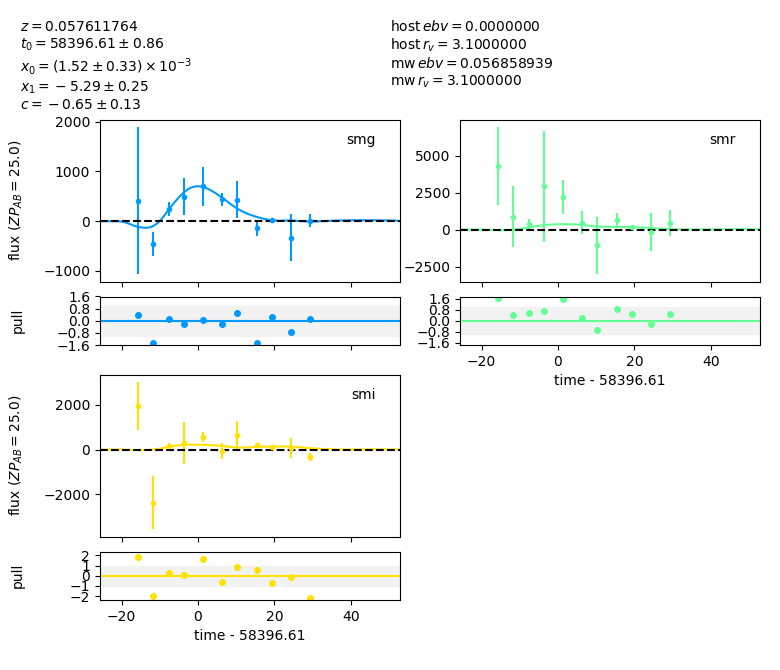 z = 0.057611764
t₀ = 58396.61 ± 0.86
x₀ = (1.52 ± 0.33) × 10⁻³
x₁ = −5.29 ± 0.25
c = −0.65 ± 0.13
host ebv = 0.0000000
host r_v = 3.1000000
mw ebv = 0.056858939
mw r_v = 3.1000000
smg
2000
1000
0
−1000
flux (ZP_AB = 25.0)
smr
5000
2500
0
−2500
1.6
0.8
0.0
−0.8
−1.6
pull
1.6
0.8
0.0
−0.8
−1.6
−20 0 20 40
time - 58396.61
smi
2000
0
−2000
flux (ZP_AB = 25.0)
2
1
0
−1
−2
pull
−20 0 20 40
time - 58396.61